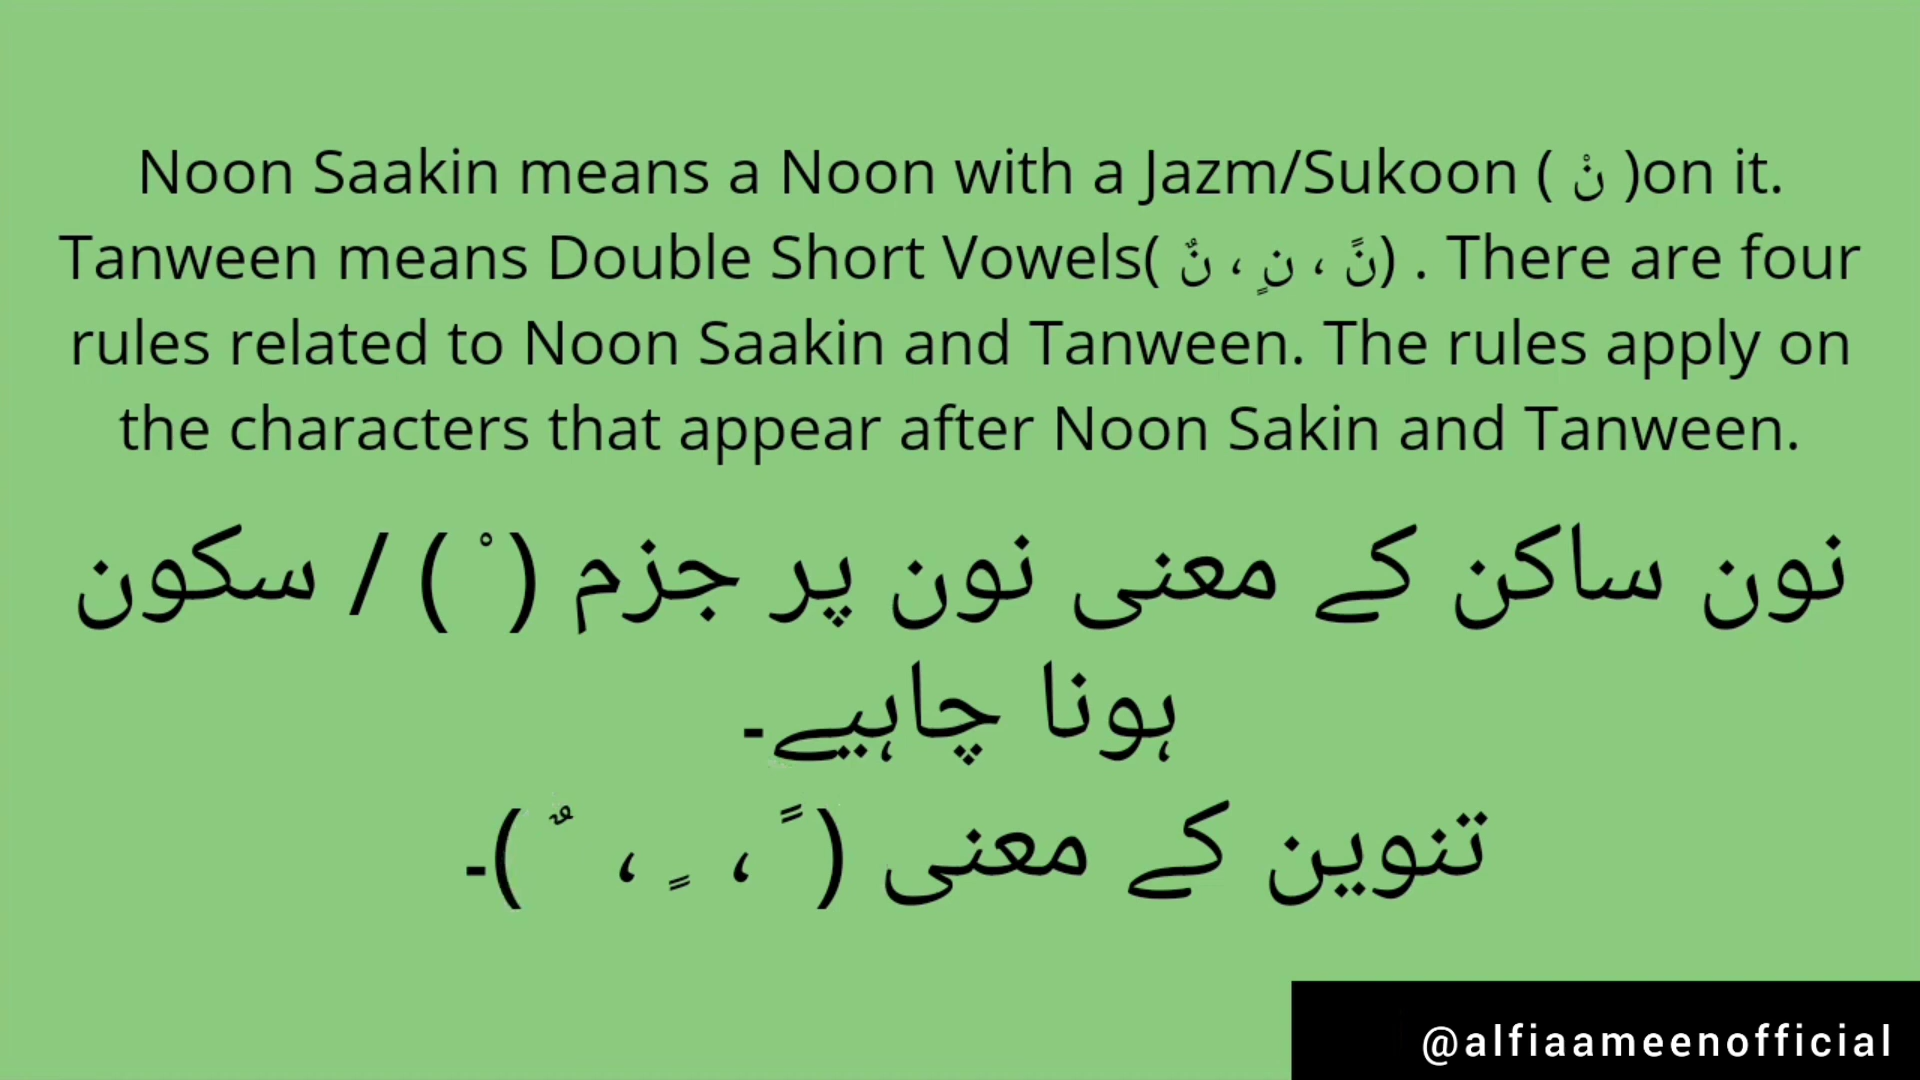 Noon Saakin means a Noon with a Jazm/Sukoon ( نْ )on it.
Tanween means Double Short Vowels( نً ، نٍ ، نٌ) . There are four
rules related to Noon Saakin and Tanween. The rules apply on
the characters that appear after Noon Sakin and Tanween.
نون ساکن کے معنی نون پر جزم ( ْ ) / سکون
ہونا چاہیے۔
تنوین کے معنی ( ً ، ٍ ، ٌ )۔
@alfiaameenofficial